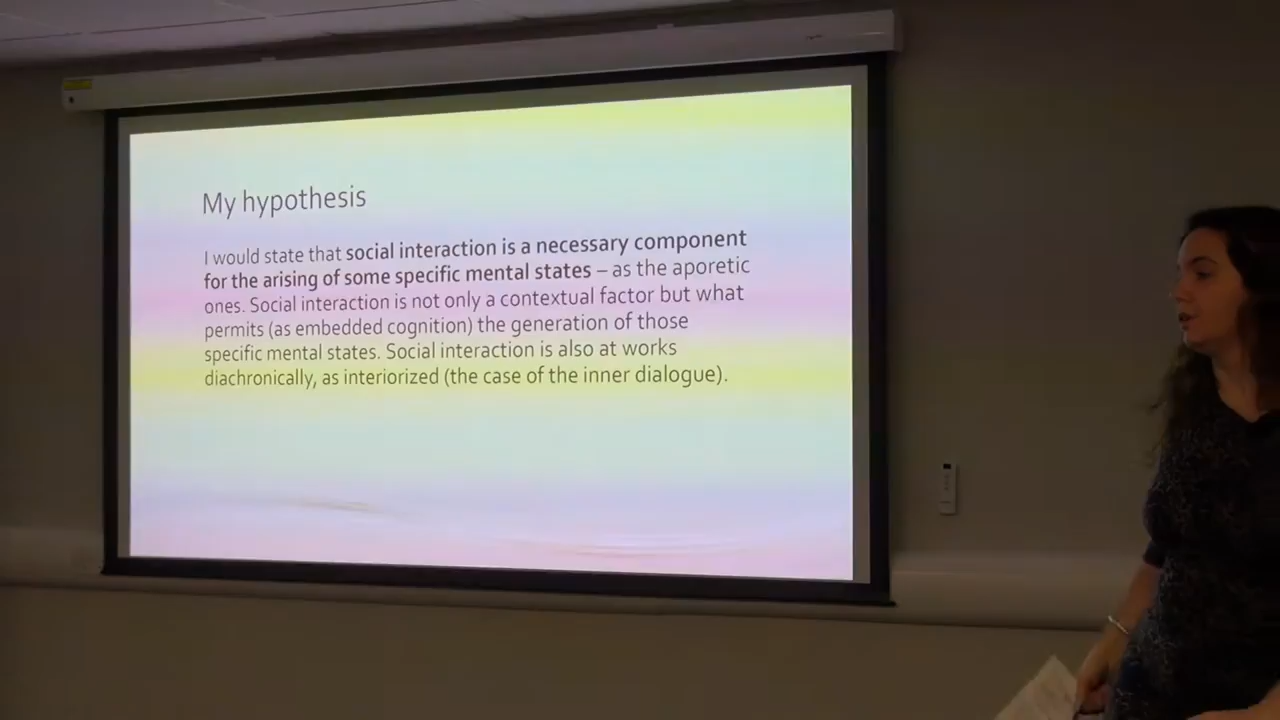 My hypothesis
I would state that social interaction is a necessary component
for the arising of some specific mental states – as the aporetic
ones. Social interaction is not only a contextual factor but what
permits (as embedded cognition) the generation of those
specific mental states. Social interaction is also at works
diachronically, as interiorized (the case of the inner dialogue).